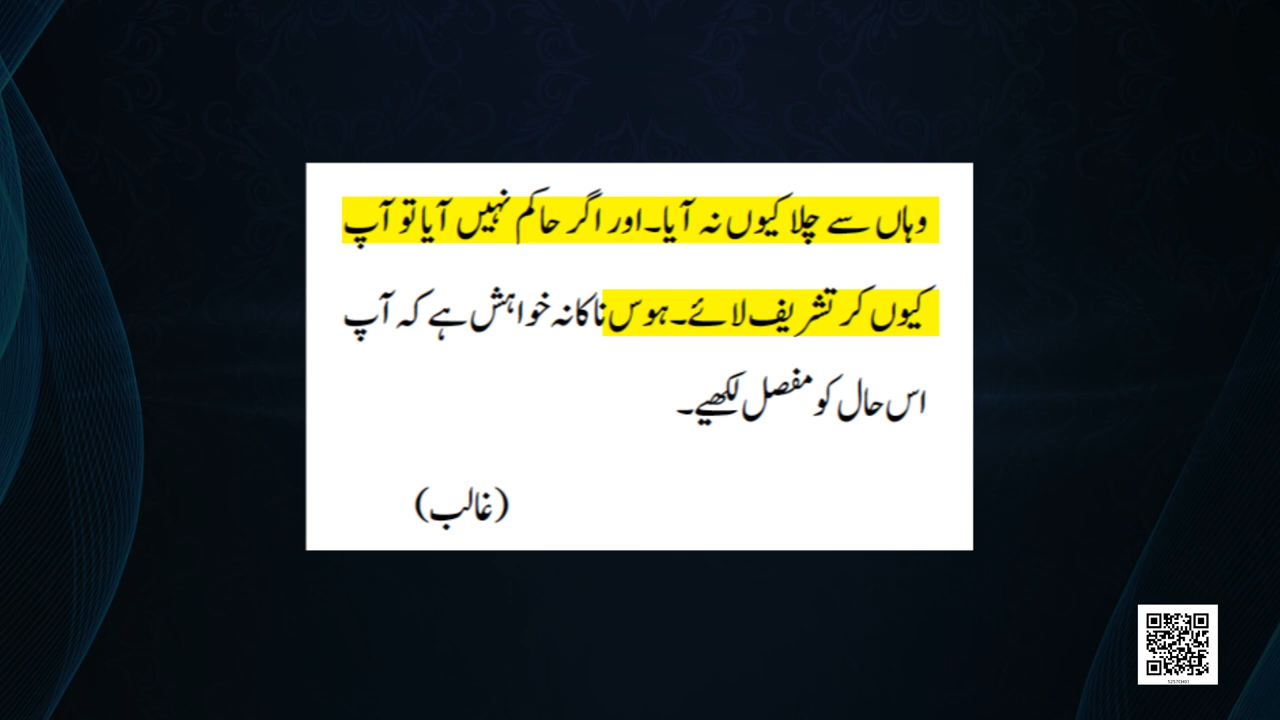 وہاں سے چلا کیوں نہ آیا۔ اور اگر حاکم نہیں آیا تو آپ
کیوں کر تشریف لائے۔ ہوس ناکانہ خواہش ہے کہ آپ
اس حال کو مفصل لکھیے۔
(غالب)